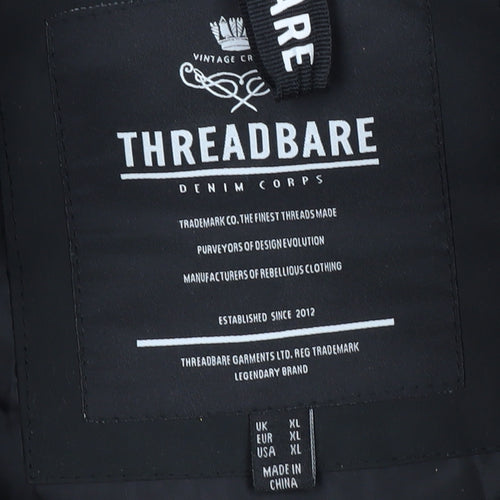 VINTAGE
ARE
THREADBARE
DENIM CORPS
TRADEMARK CO. THE FINEST THREADS MADE
PURVEYORS OF DESIGN EVOLUTION
MANUFACTURERS OF REBELLIOUS CLOTHING
ESTABLISHED SINCE 2012
THREADBARE GARMENTS LTD. REG TRADEMARK
LEGENDARY BRAND
UK XL
EUR XL
USA XL
MADE IN
CHINA